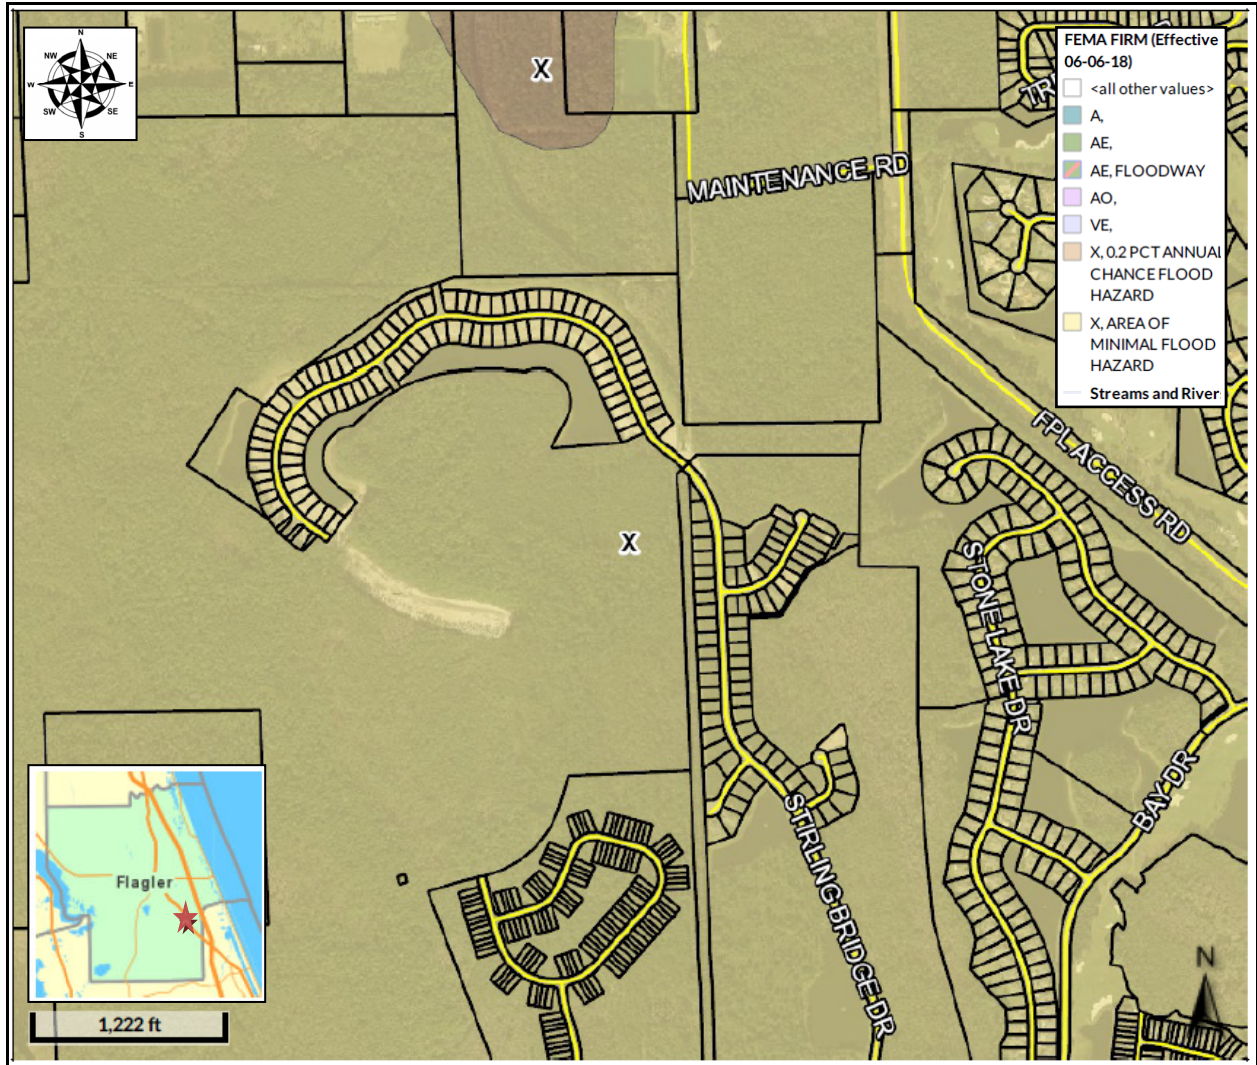 N
NW
NE
W
E
SW
SE
S
X
MAINTENANCE RD
FEMA FIRM (Effective
06-06-18)
<all other values>
A,
AE,
AE, FLOODWAY
AO,
VE,
X, 0.2 PCT ANNUAL
CHANCE FLOOD
HAZARD
X, AREA OF
MINIMAL FLOOD
HAZARD
Streams and River
FPL ACCESS RD
X
STONE LAKE DR
BAY DR
STIRLING BRIDGE DR
Flagler
N
1,222 ft